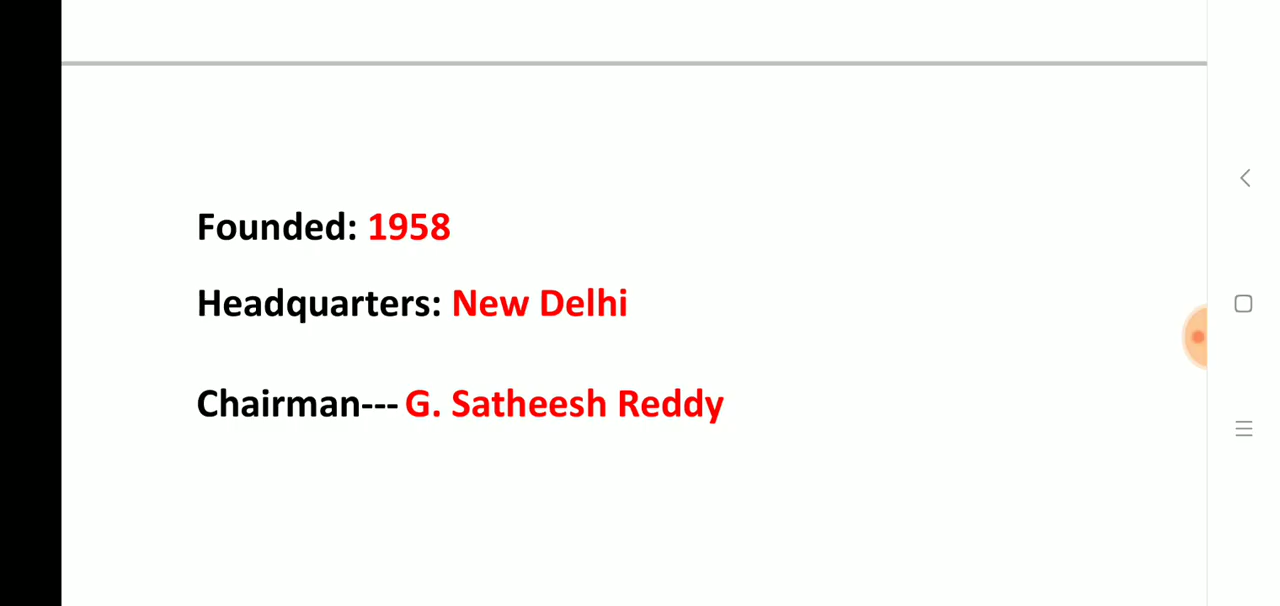 Founded: 1958
Headquarters: New Delhi
Chairman--- G. Satheesh Reddy